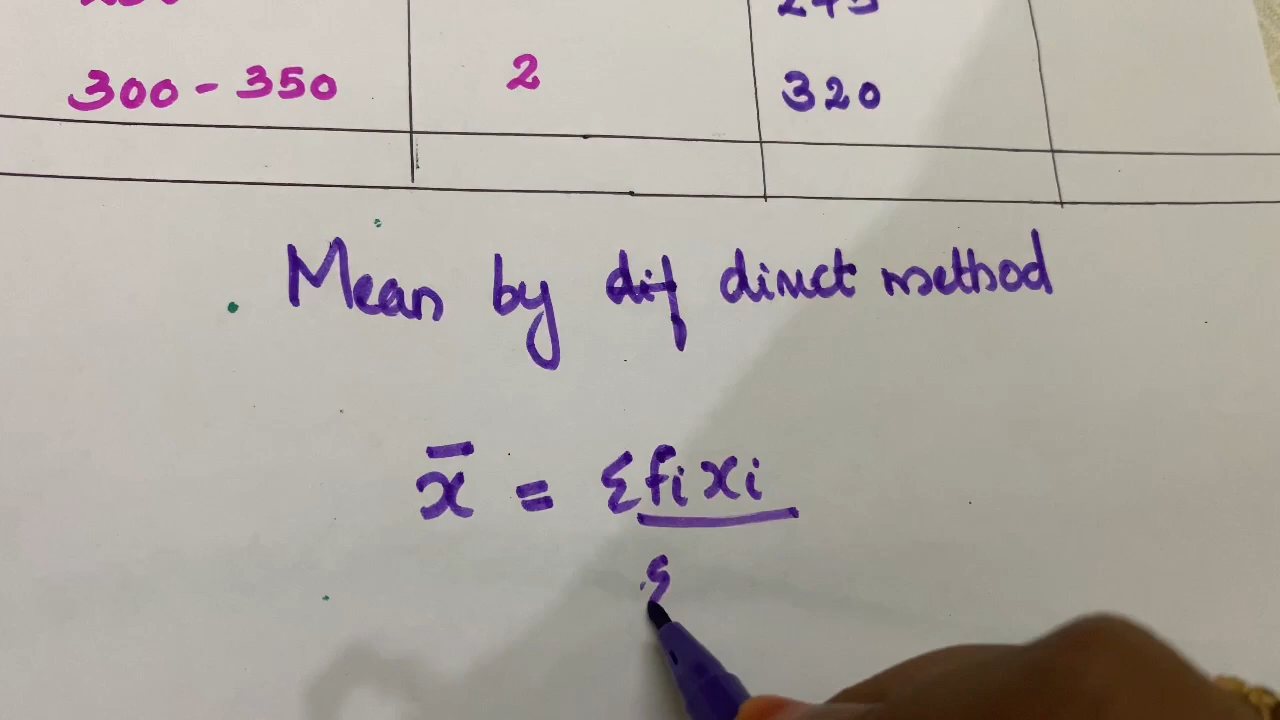 300 - 350 2 320
Mean by dif direct method
x̄ = Σfixi
Σ